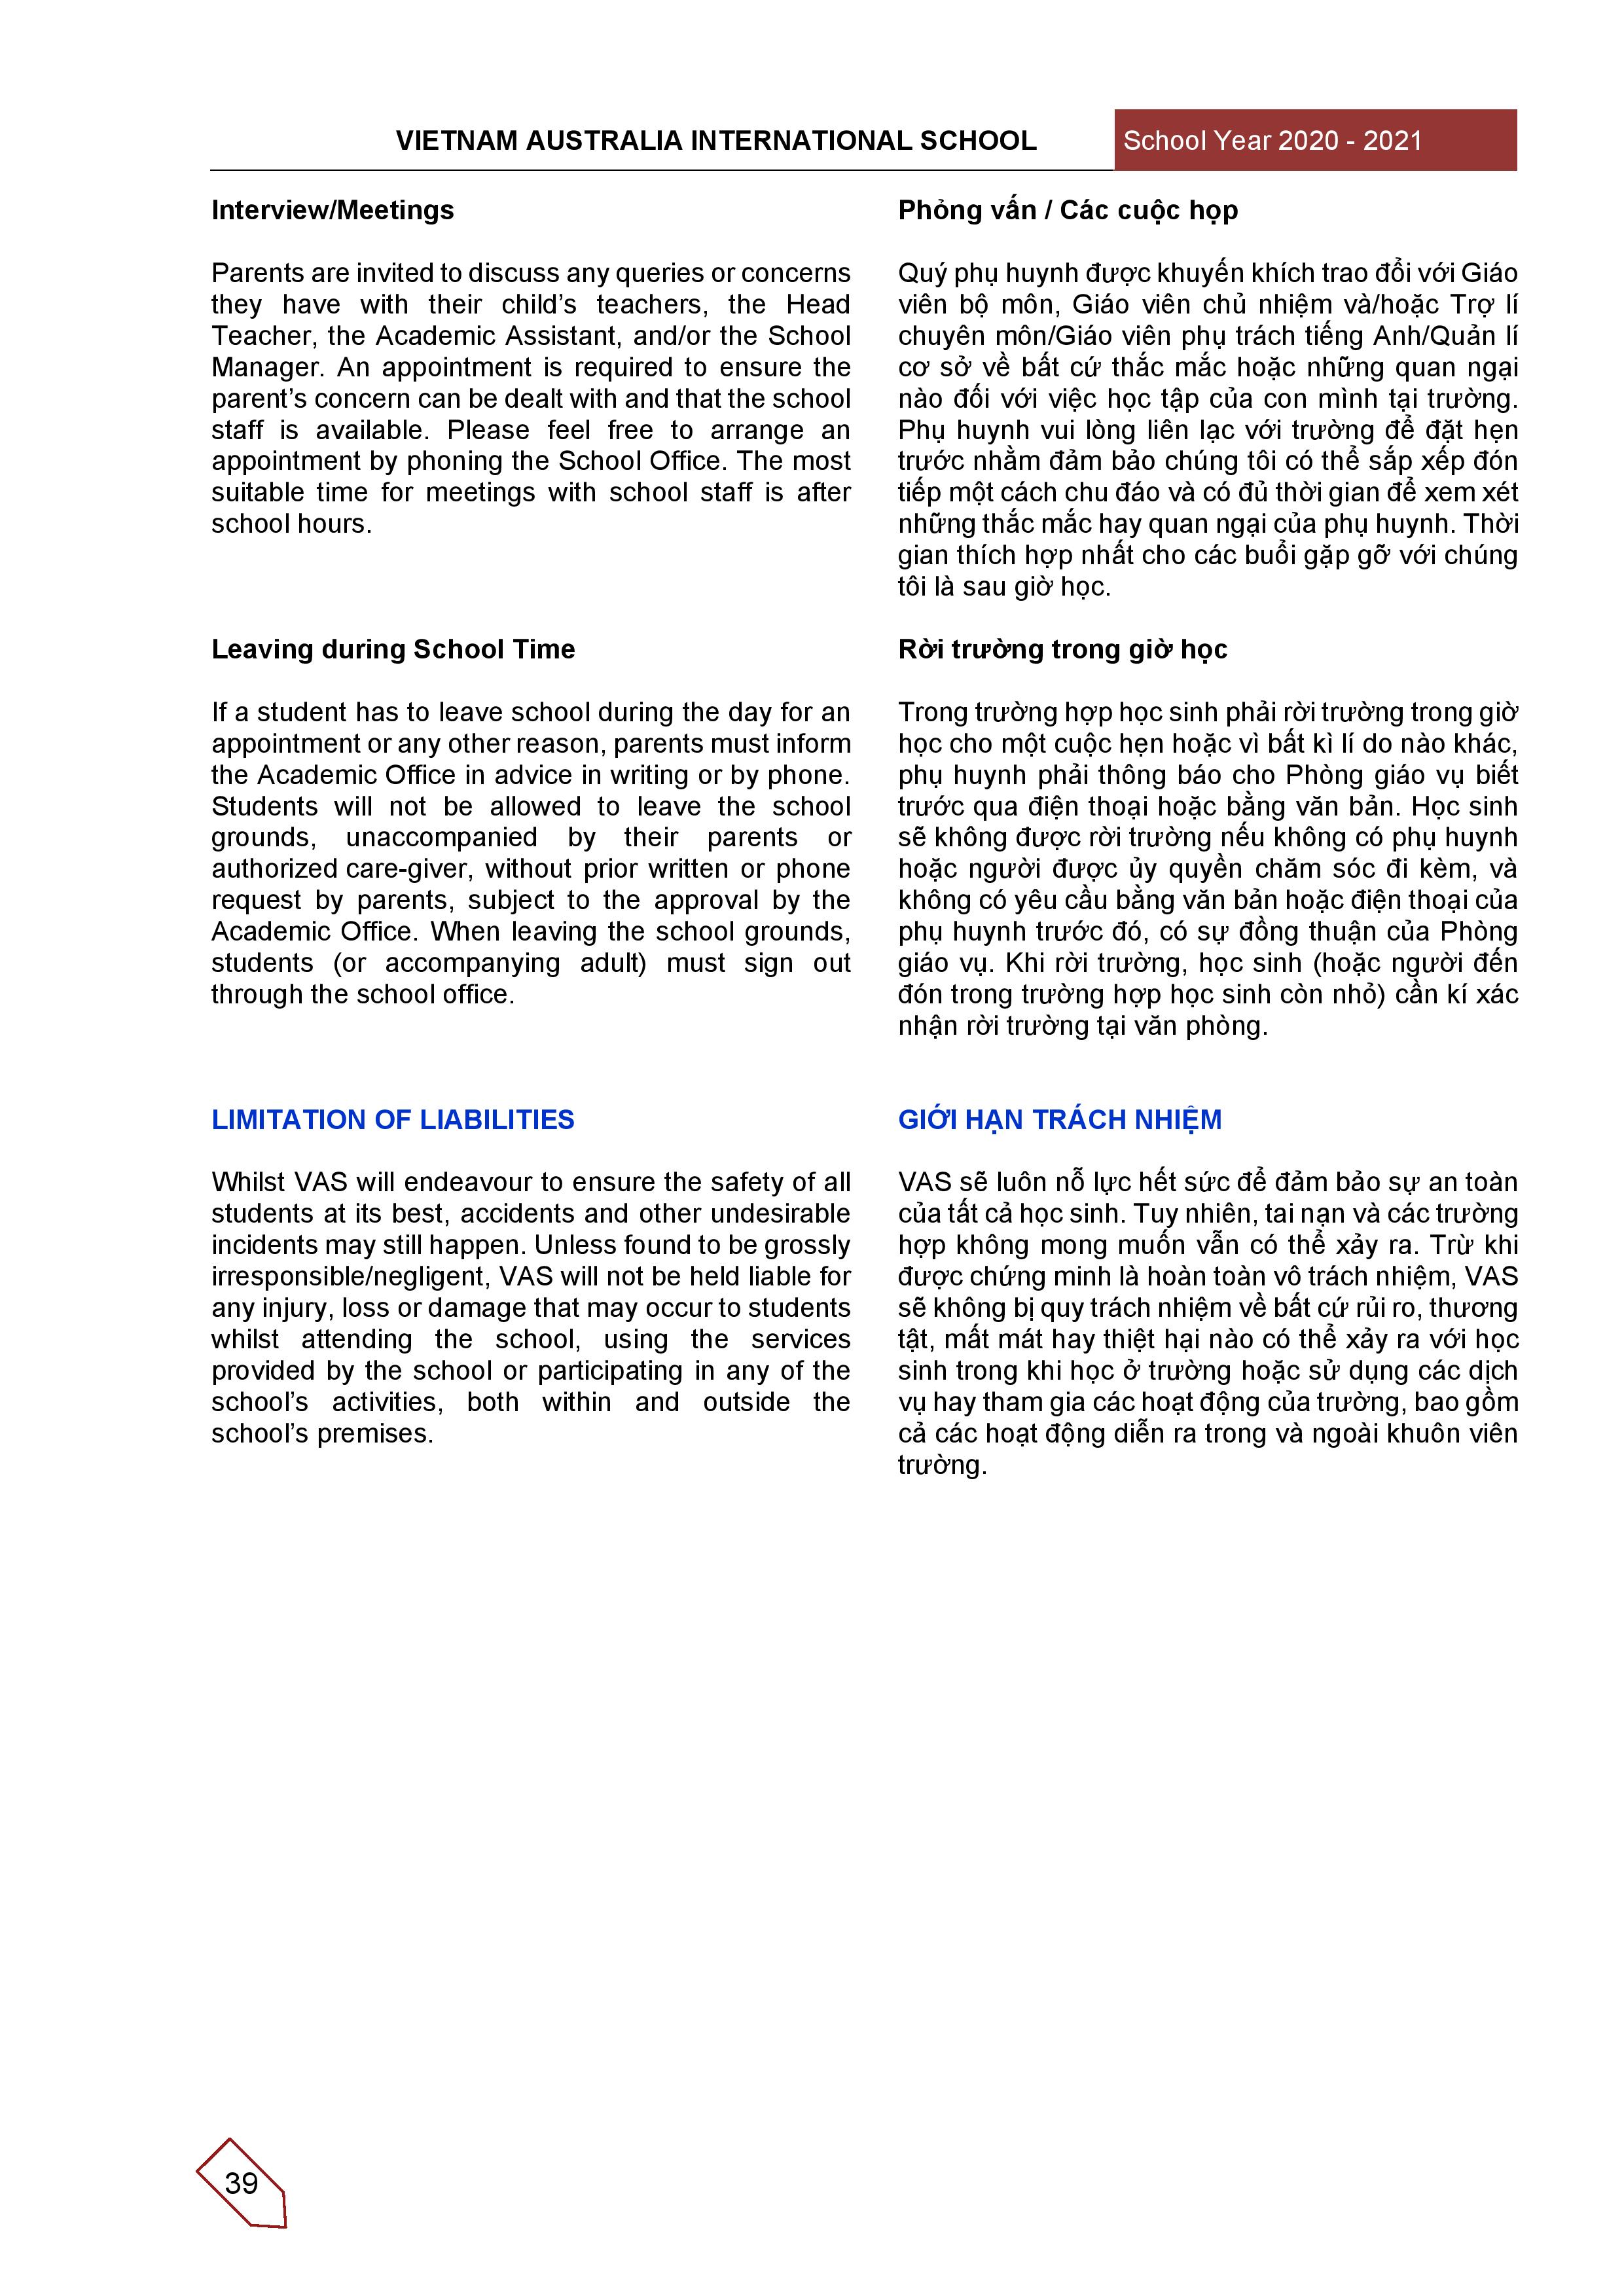 VIETNAM AUSTRALIA INTERNATIONAL SCHOOL
School Year 2020 - 2021
Interview/Meetings
Parents are invited to discuss any queries or concerns
they have with their child’s teachers, the Head
Teacher, the Academic Assistant, and/or the School
Manager. An appointment is required to ensure the
parent’s concern can be dealt with and that the school
staff is available. Please feel free to arrange an
appointment by phoning the School Office. The most
suitable time for meetings with school staff is after
school hours.
Leaving during School Time
If a student has to leave school during the day for an
appointment or any other reason, parents must inform
the Academic Office in advice in writing or by phone.
Students will not be allowed to leave the school
grounds, unaccompanied by their parents or
authorized care-giver, without prior written or phone
request by parents, subject to the approval by the
Academic Office. When leaving the school grounds,
students (or accompanying adult) must sign out
through the school office.
LIMITATION OF LIABILITIES
Whilst VAS will endeavour to ensure the safety of all
students at its best, accidents and other undesirable
incidents may still happen. Unless found to be grossly
irresponsible/negligent, VAS will not be held liable for
any injury, loss or damage that may occur to students
whilst attending the school, using the services
provided by the school or participating in any of the
school’s activities, both within and outside the
school’s premises.
Phỏng vấn / Các cuộc họp
Quý phụ huynh được khuyến khích trao đổi với Giáo
viên bộ môn, Giáo viên chủ nhiệm và/hoặc Trợ lí
chuyên môn/Giáo viên phụ trách tiếng Anh/Quản lí
cơ sở về bất cứ thắc mắc hoặc những quan ngại
nào đối với việc học tập của con mình tại trường.
Phụ huynh vui lòng liên lạc với trường để đặt hẹn
trước nhằm đảm bảo chúng tôi có thể sắp xếp đón
tiếp một cách chu đáo và có đủ thời gian để xem xét
những thắc mắc hay quan ngại của phụ huynh. Thời
gian thích hợp nhất cho các buổi gặp gỡ với chúng
tôi là sau giờ học.
Rời trường trong giờ học
Trong trường hợp học sinh phải rời trường trong giờ
học cho một cuộc hẹn hoặc vì bất kì lí do nào khác,
phụ huynh phải thông báo cho Phòng giáo vụ biết
trước qua điện thoại hoặc bằng văn bản. Học sinh
sẽ không được rời trường nếu không có phụ huynh
hoặc người được ủy quyền chăm sóc đi kèm, và
không có yêu cầu bằng văn bản hoặc điện thoại của
phụ huynh trước đó, có sự đồng thuận của Phòng
giáo vụ. Khi rời trường, học sinh (hoặc người đến
đón trong trường hợp học sinh còn nhỏ) cần kí xác
nhận rời trường tại văn phòng.
GIỚI HẠN TRÁCH NHIỆM
VAS sẽ luôn nỗ lực hết sức để đảm bảo sự an toàn
của tất cả học sinh. Tuy nhiên, tai nạn và các trường
hợp không mong muốn vẫn có thể xảy ra. Trừ khi
được chứng minh là hoàn toàn vô trách nhiệm, VAS
sẽ không bị quy trách nhiệm về bất cứ rủi ro, thương
tật, mất mát hay thiệt hại nào có thể xảy ra với học
sinh trong khi học ở trường hoặc sử dụng các dịch
vụ hay tham gia các hoạt động của trường, bao gồm
cả các hoạt động diễn ra trong và ngoài khuôn viên
trường.
39